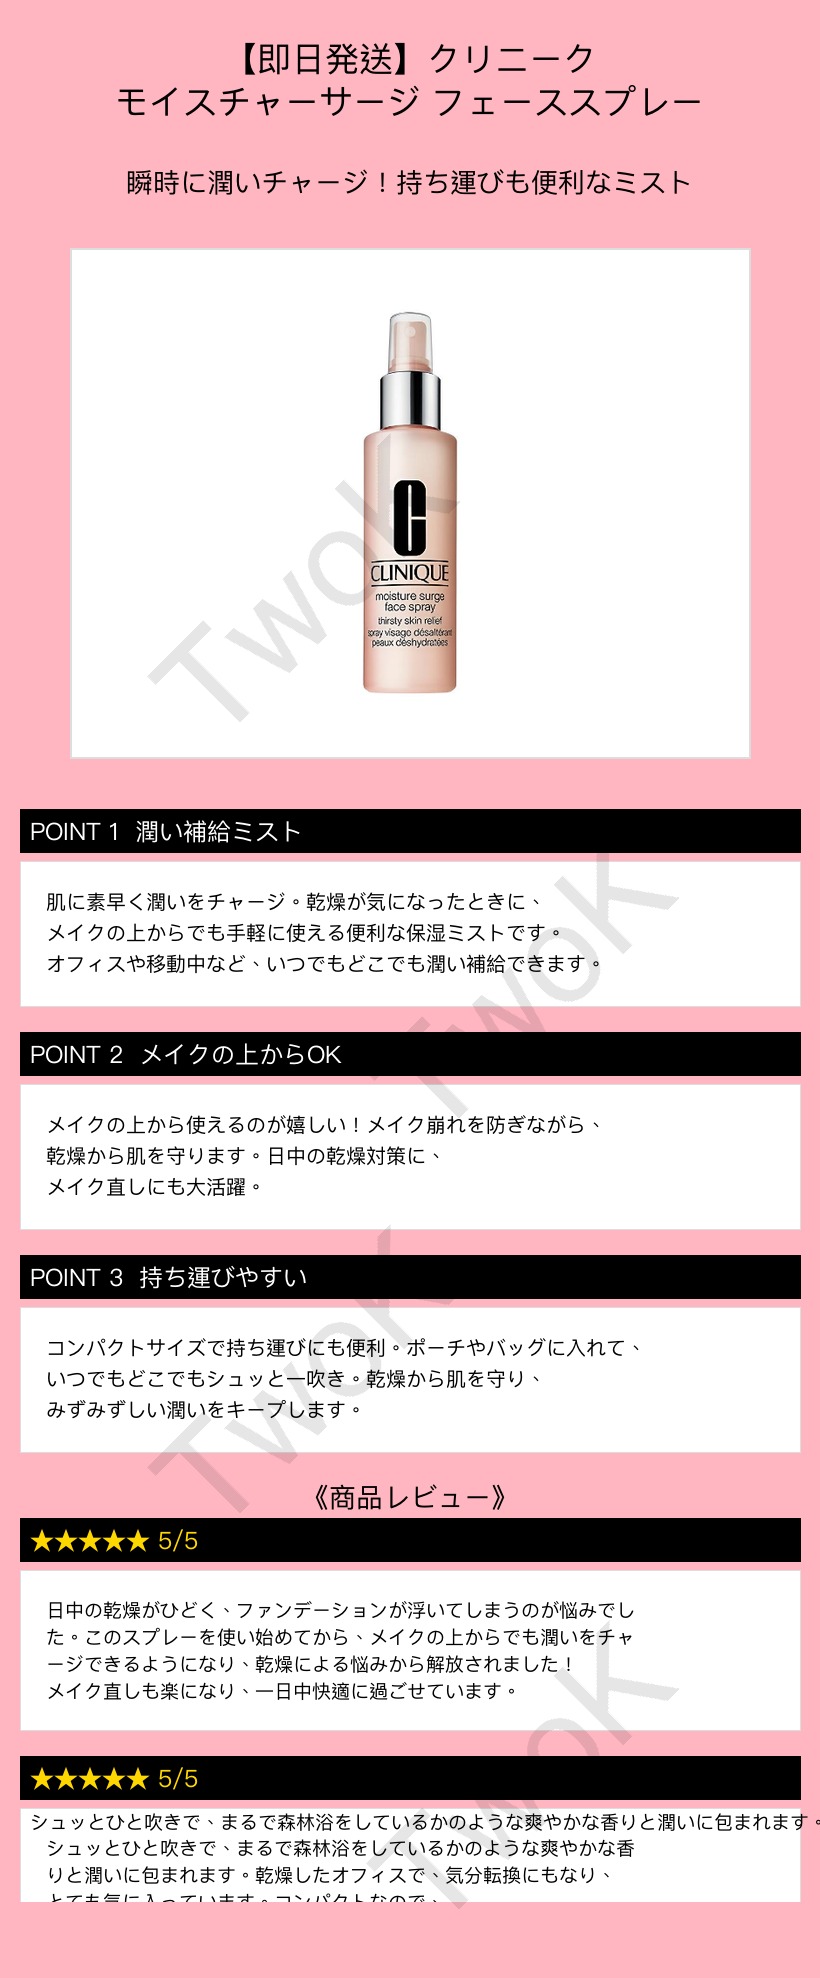 【即日発送】クリニーク
モイスチャーサージ フェーススプレー
瞬時に潤いチャージ！持ち運びも便利なミスト
CLINIQUE
moisture surge
face spray
thirsty skin relief
spray visage désaltérant
peaux déshydratées
TwoK
POINT 1 潤い補給ミスト
肌に素早く潤いをチャージ。乾燥が気になったときに、
メイクの上からでも手軽に使える便利な保湿ミストです。
オフィスや移動中など、いつでもどこでも潤い補給できます。
TwoK
POINT 2 メイクの上からOK
メイクの上から使えるのが嬉しい！メイク崩れを防ぎながら、
乾燥から肌を守ります。日中の乾燥対策に、
メイク直しにも大活躍。
POINT 3 持ち運びやすい
コンパクトサイズで持ち運びにも便利。ポーチやバッグに入れて、
いつでもどこでもシュッと一吹き。乾燥から肌を守り、
みずみずしい潤いをキープします。
TwoK
《商品レビュー》
★★★★★ 5/5
日中の乾燥がひどく、ファンデーションが浮いてしまうのが悩みでし
た。このスプレーを使い始めてから、メイクの上からでも潤いをチャ
ージできるようになり、乾燥による悩みから解放されました！
メイク直しも楽になり、一日中快適に過ごせています。
TwoK
★★★★★ 5/5
シュッとひと吹きで、まるで森林浴をしているかのような爽やかな香りと潤いに包まれます。
シュッとひと吹きで、まるで森林浴をしているかのような爽やかな香
りと潤いに包まれます。乾燥したオフィスで、気分転換にもなり、
とても気に入っています。コンパクトなので、